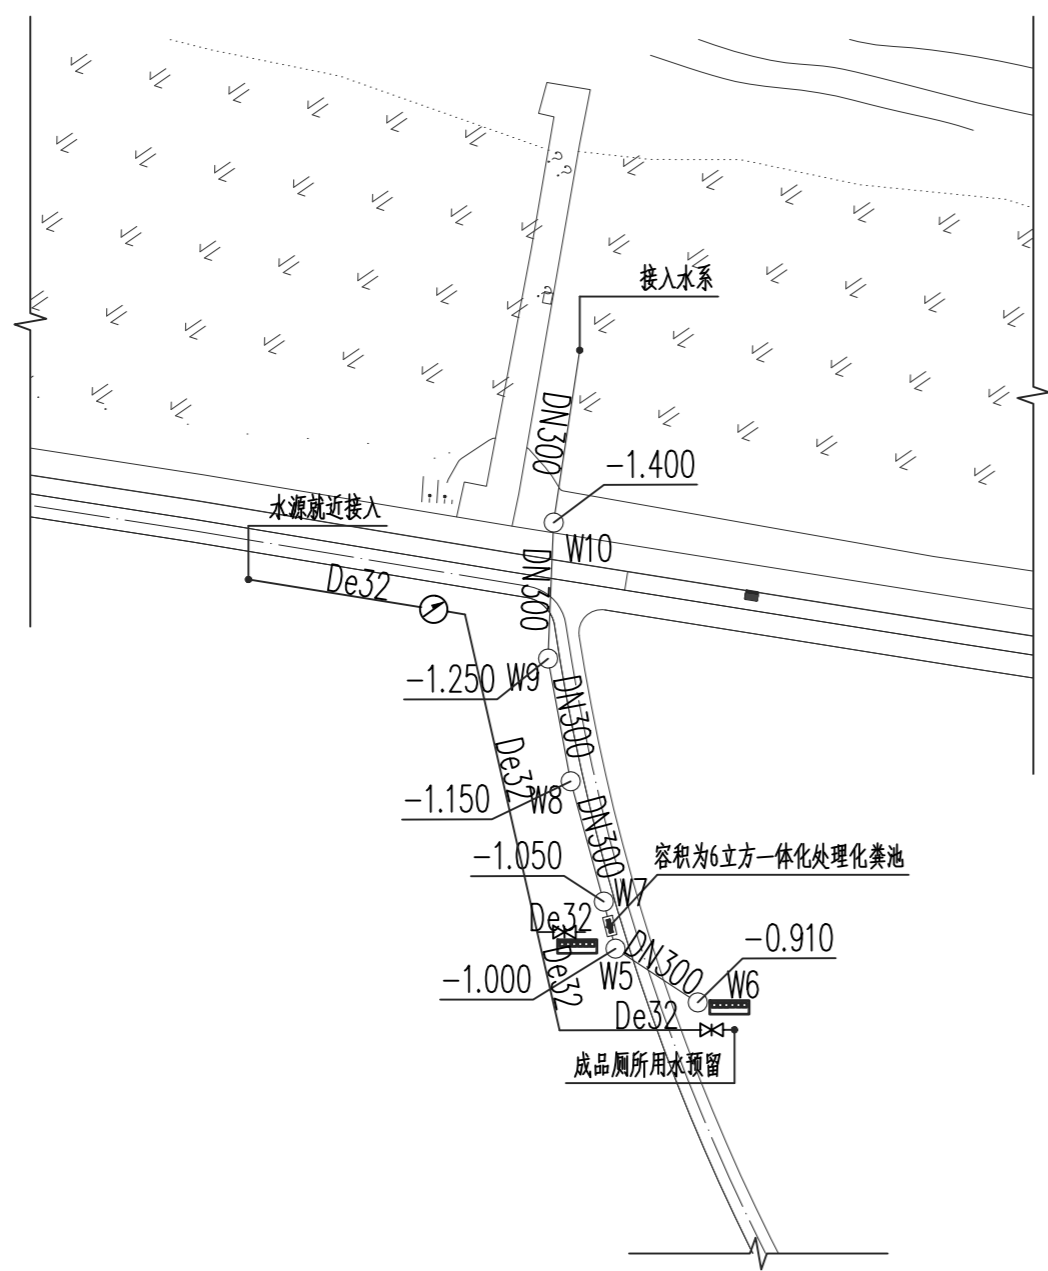 接入水系
DN300
-1.400
水源就近接入
W10
DN300
De32
-1.250
W9
DN300
De32
-1.150
W8
DN300
-1.050
容积为6立方一体化处理化粪池
W7
De32
DN300
-0.910
De32
-1.000
W5
W6
De32
成品厕所用水预留